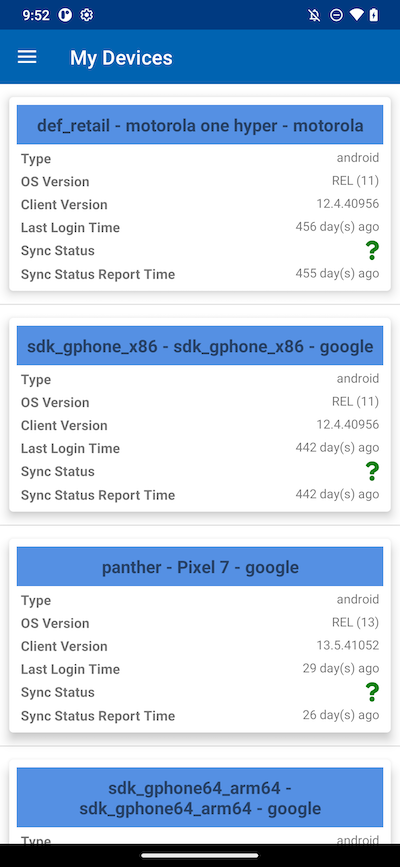 9:52
My Devices
def_retail - motorola one hyper - motorola
Type android
OS Version REL (11)
Client Version 12.4.40956
Last Login Time 456 day(s) ago
Sync Status ?
Sync Status Report Time 455 day(s) ago
sdk_gphone_x86 - sdk_gphone_x86 - google
Type android
OS Version REL (11)
Client Version 12.4.40956
Last Login Time 442 day(s) ago
Sync Status ?
Sync Status Report Time 442 day(s) ago
panther - Pixel 7 - google
Type android
OS Version REL (13)
Client Version 13.5.41052
Last Login Time 29 day(s) ago
Sync Status ?
Sync Status Report Time 26 day(s) ago
sdk_gphone64_arm64 -
sdk_gphone64_arm64 - google
Type android